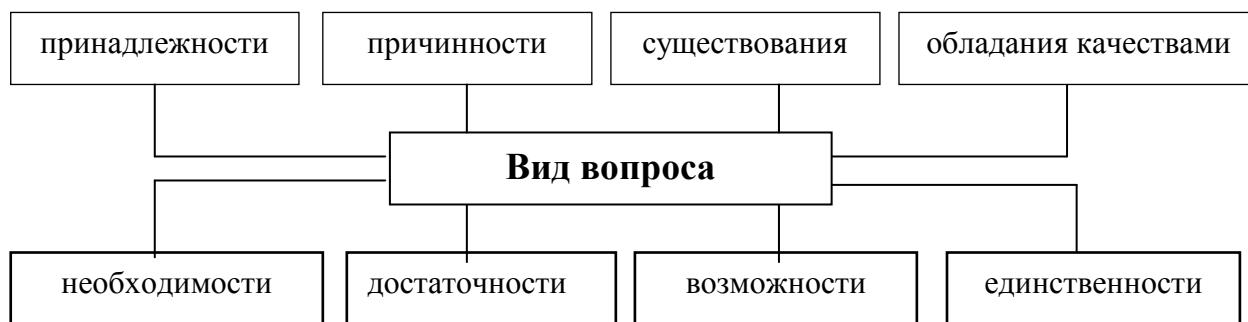 принадлежности
причинности
существования
обладания качествами
Вид вопроса
необходимости
достаточности
возможности
единственности